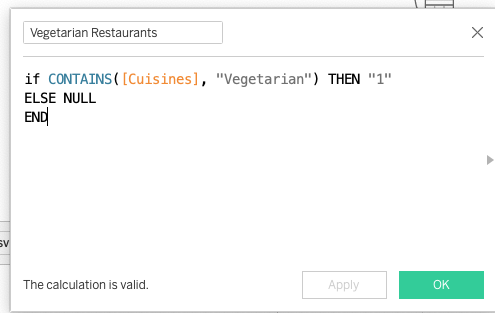 Vegetarian Restaurants
if CONTAINS([Cuisines], "Vegetarian") THEN "1"
ELSE NULL
END
sv
The calculation is valid.
Apply
OK